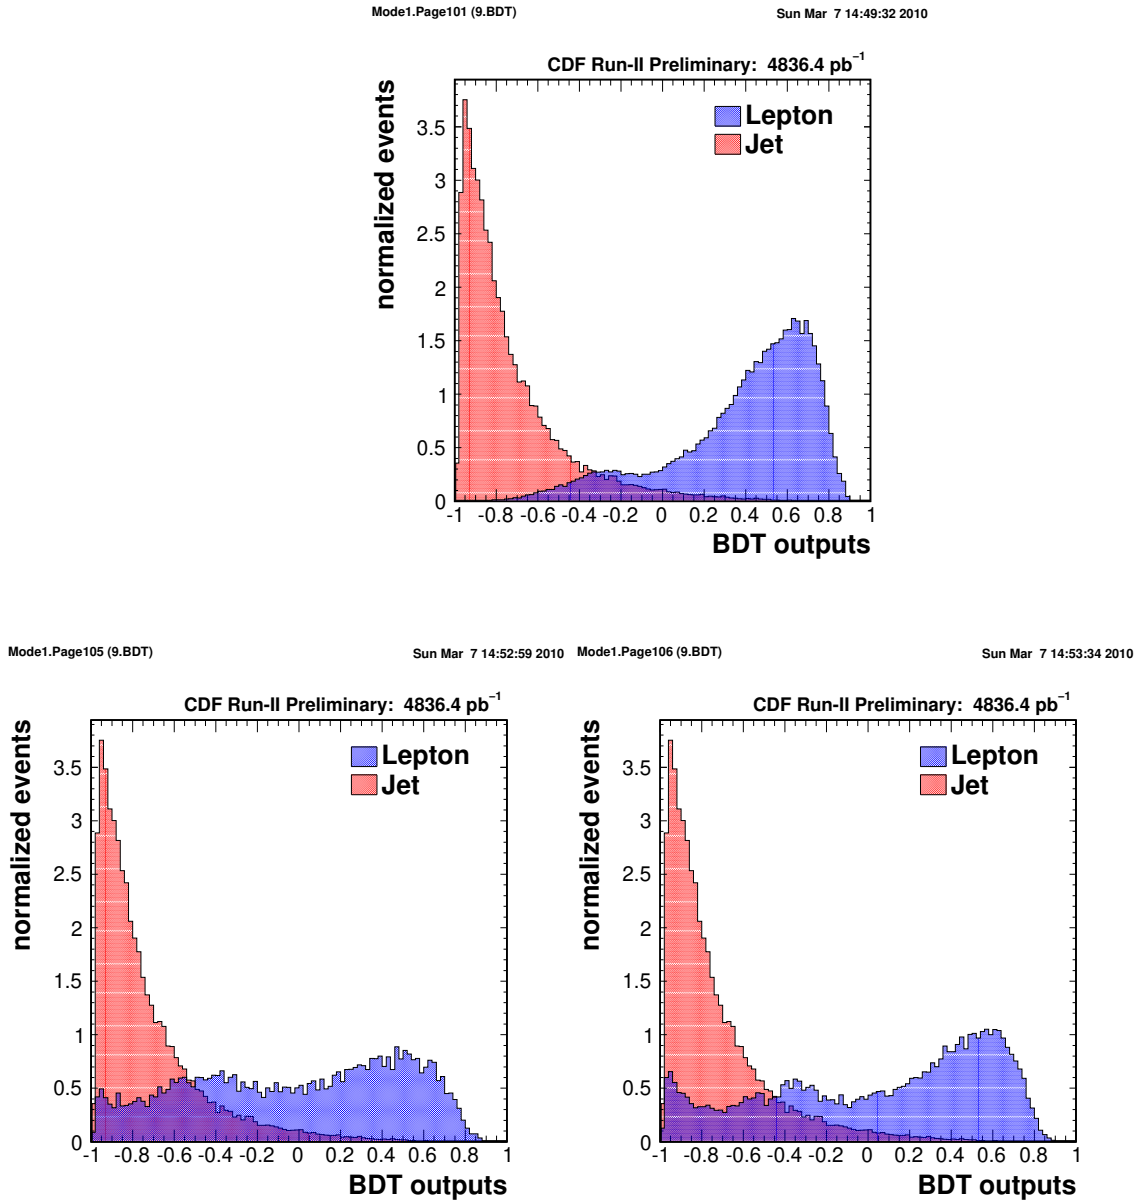 Mode1.Page101 (9.BDT) Sun Mar 7 14:49:32 2010
CDF Run-II Preliminary: 4836.4 pb⁻¹
normalized events
Lepton
Jet
3.5
3
2.5
2
1.5
1
0.5
0
-1 -0.8 -0.6 -0.4 -0.2 0 0.2 0.4 0.6 0.8 1
BDT outputs
Mode1.Page105 (9.BDT) Sun Mar 7 14:52:59 2010
CDF Run-II Preliminary: 4836.4 pb⁻¹
normalized events
Lepton
Jet
3.5
3
2.5
2
1.5
1
0.5
0
-1 -0.8 -0.6 -0.4 -0.2 0 0.2 0.4 0.6 0.8 1
BDT outputs
Mode1.Page106 (9.BDT) Sun Mar 7 14:53:34 2010
CDF Run-II Preliminary: 4836.4 pb⁻¹
normalized events
Lepton
Jet
3.5
3
2.5
2
1.5
1
0.5
0
-1 -0.8 -0.6 -0.4 -0.2 0 0.2 0.4 0.6 0.8 1
BDT outputs